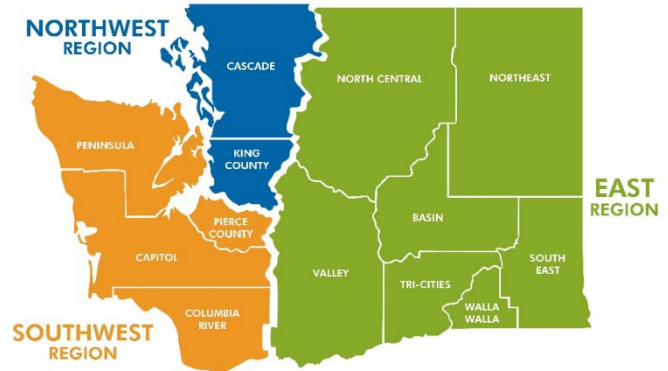 NORTHWEST
REGION
CASCADE
NORTH CENTRAL
NORTHEAST
PENINSULA
KING
COUNTY
EAST
REGION
PIERCE
COUNTY
BASIN
CAPITOL
VALLEY
SOUTH
EAST
TRI-CITIES
COLUMBIA
RIVER
WALLA
WALLA
SOUTHWEST
REGION